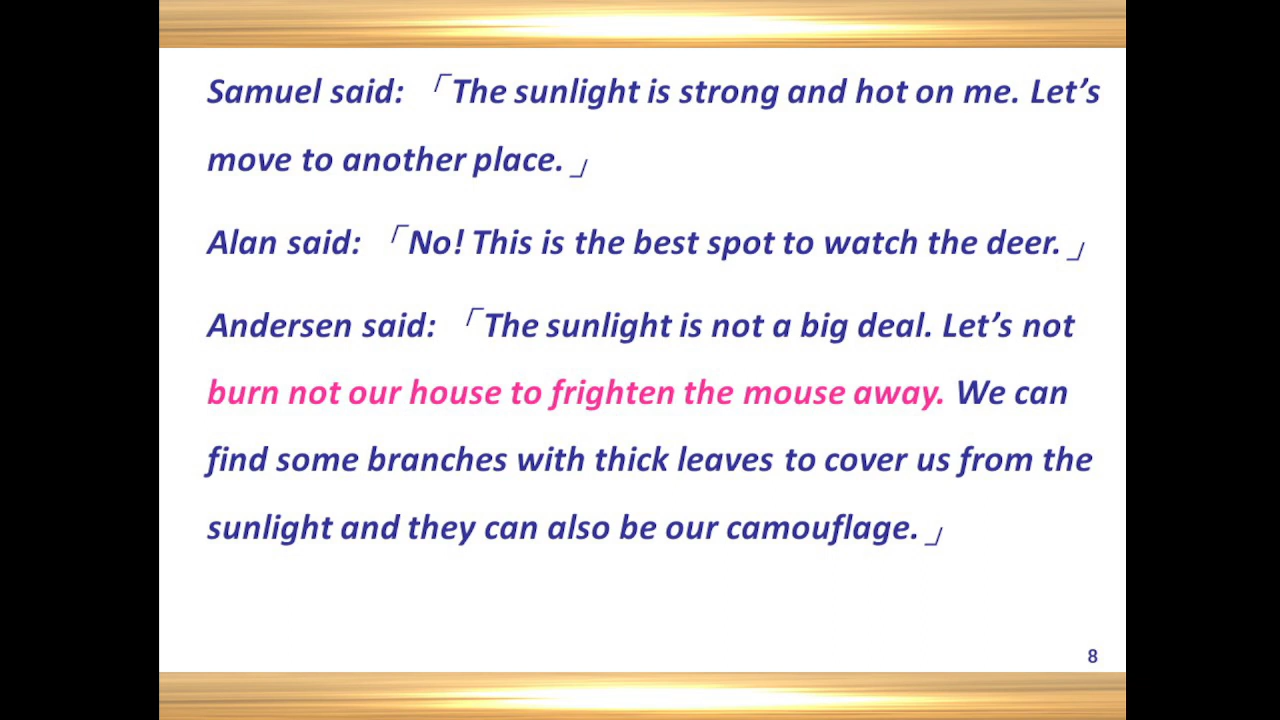 Samuel said: 「The sunlight is strong and hot on me. Let’s
move to another place.」
Alan said: 「No! This is the best spot to watch the deer.」
Andersen said: 「The sunlight is not a big deal. Let’s not
burn not our house to frighten the mouse away. We can
find some branches with thick leaves to cover us from the
sunlight and they can also be our camouflage.」
8